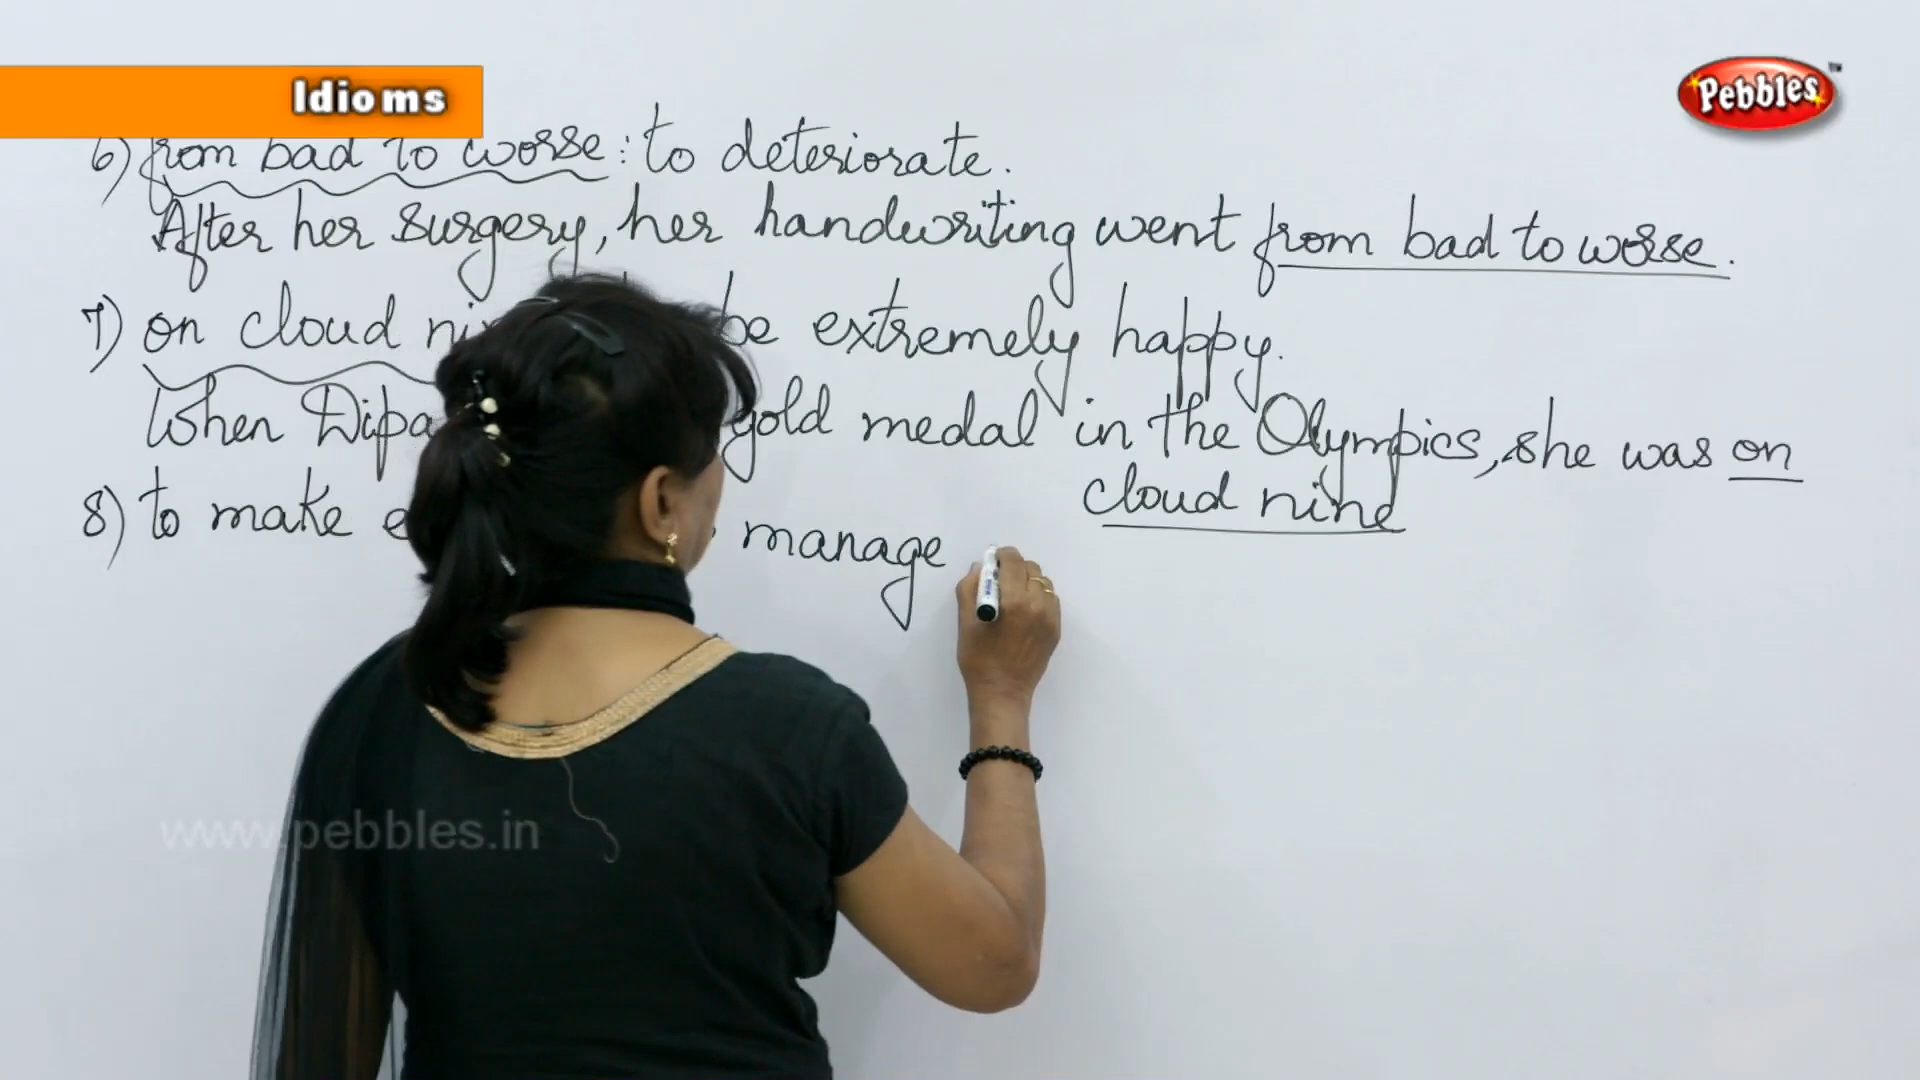 Idioms
Pebbles
6) from bad to worse : to deteriorate.
After her surgery, her handwriting went from bad to worse.
7) on cloud be extremely happy.
When gold medal in the Olympics, she was on
cloud nine
8) to make manage
www.pebbles.in